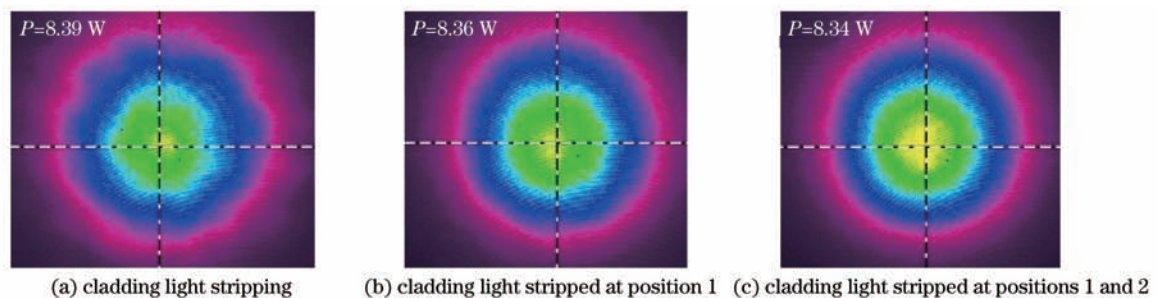 P=8.39 W
P=8.36 W
P=8.34 W
(a) cladding light stripping
(b) cladding light stripped at position 1
(c) cladding light stripped at positions 1 and 2